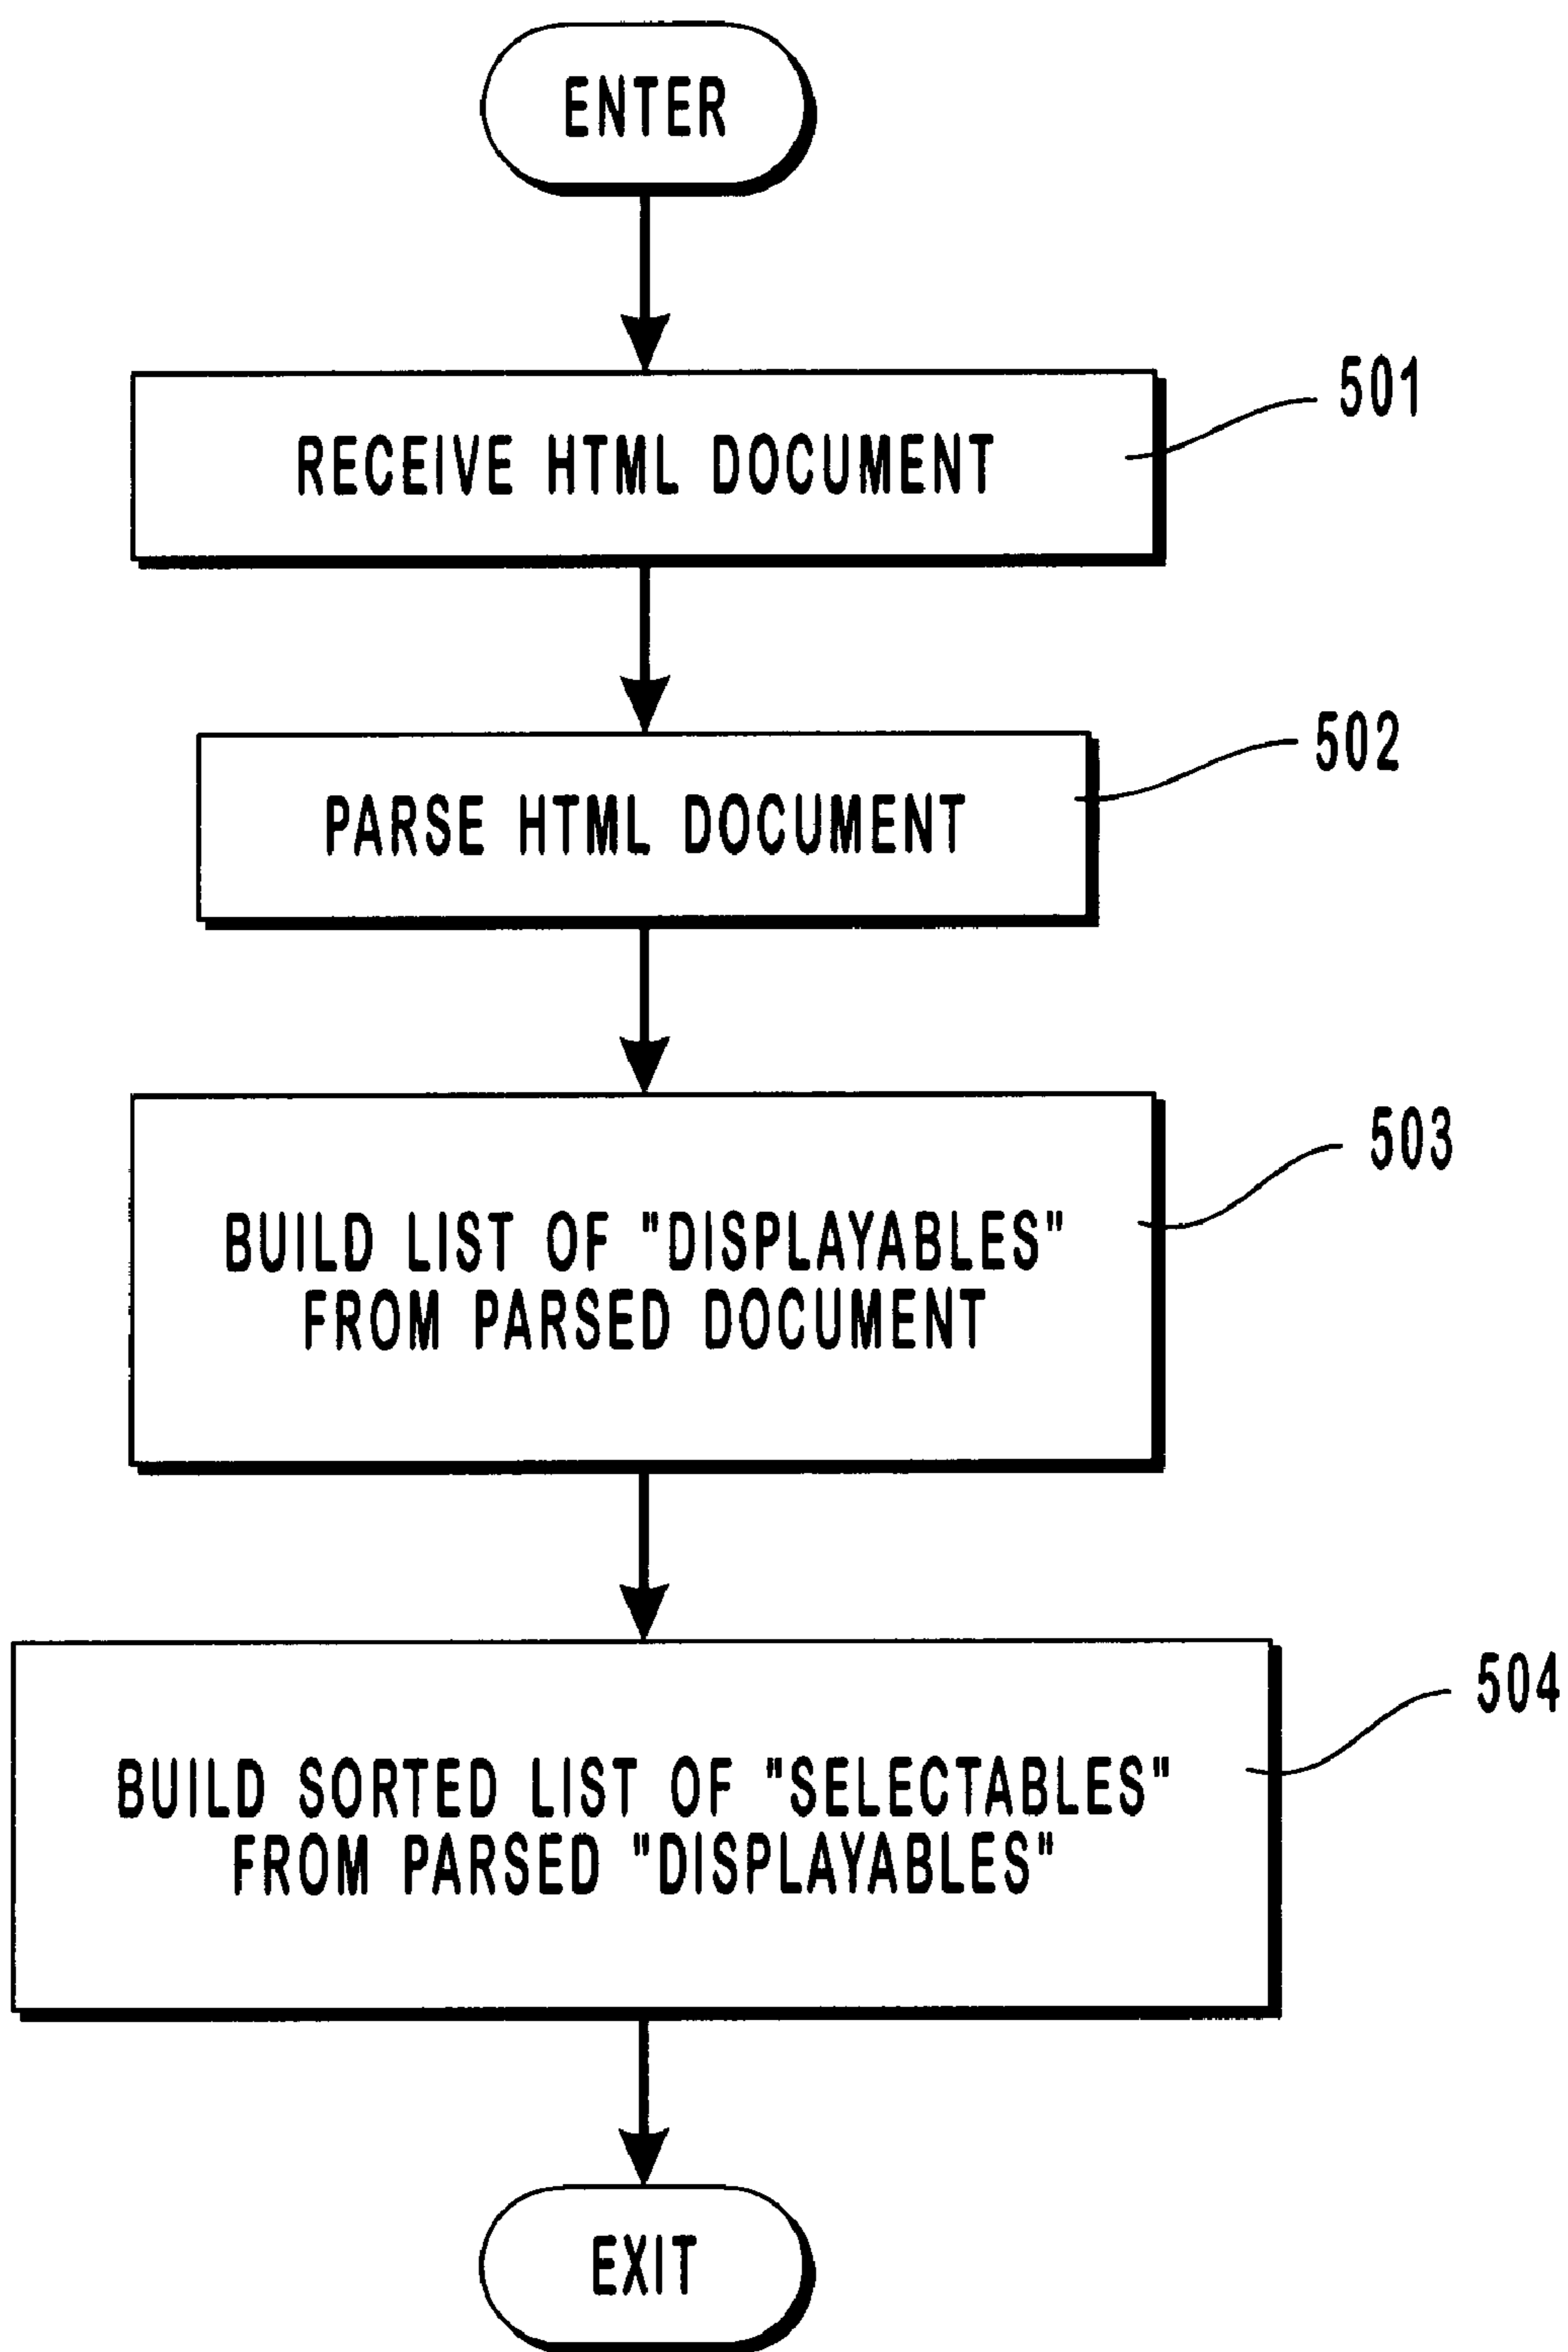 ENTER
RECEIVE HTML DOCUMENT
501
PARSE HTML DOCUMENT
502
BUILD LIST OF "DISPLAYABLES"
FROM PARSED DOCUMENT
503
BUILD SORTED LIST OF "SELECTABLES"
FROM PARSED "DISPLAYABLES"
504
EXIT